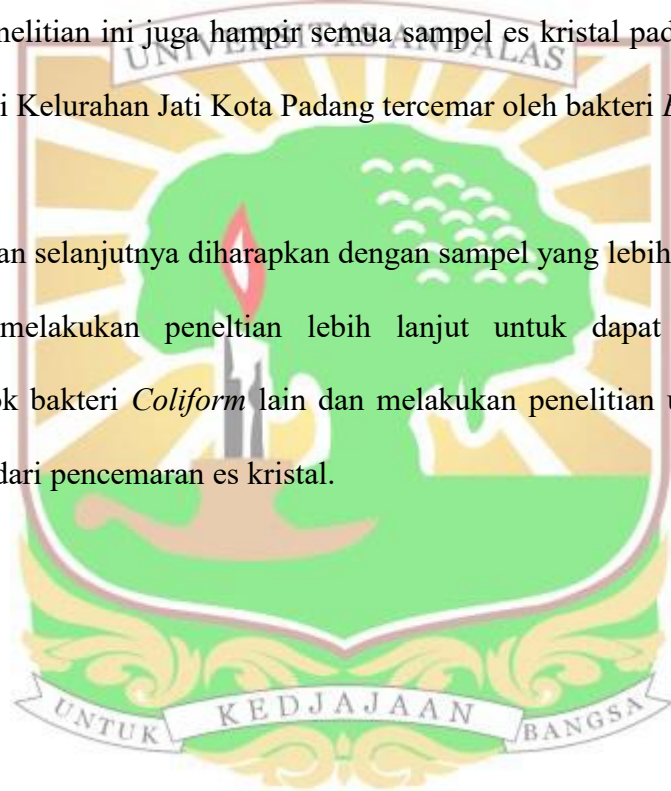 nelitian ini juga hampir semua sampel es kristal pad
UNIVERSITAS ANDALAS
i Kelurahan Jati Kota Padang tercemar oleh bakteri
an selanjutnya diharapkan dengan sampel yang lebih
melakukan peneltian lebih lanjut untuk dapat
k bakteri Coliform lain dan melakukan penelitian u
dari pencemaran es kristal.
UNTUK KEDJAJAAN BANGSA